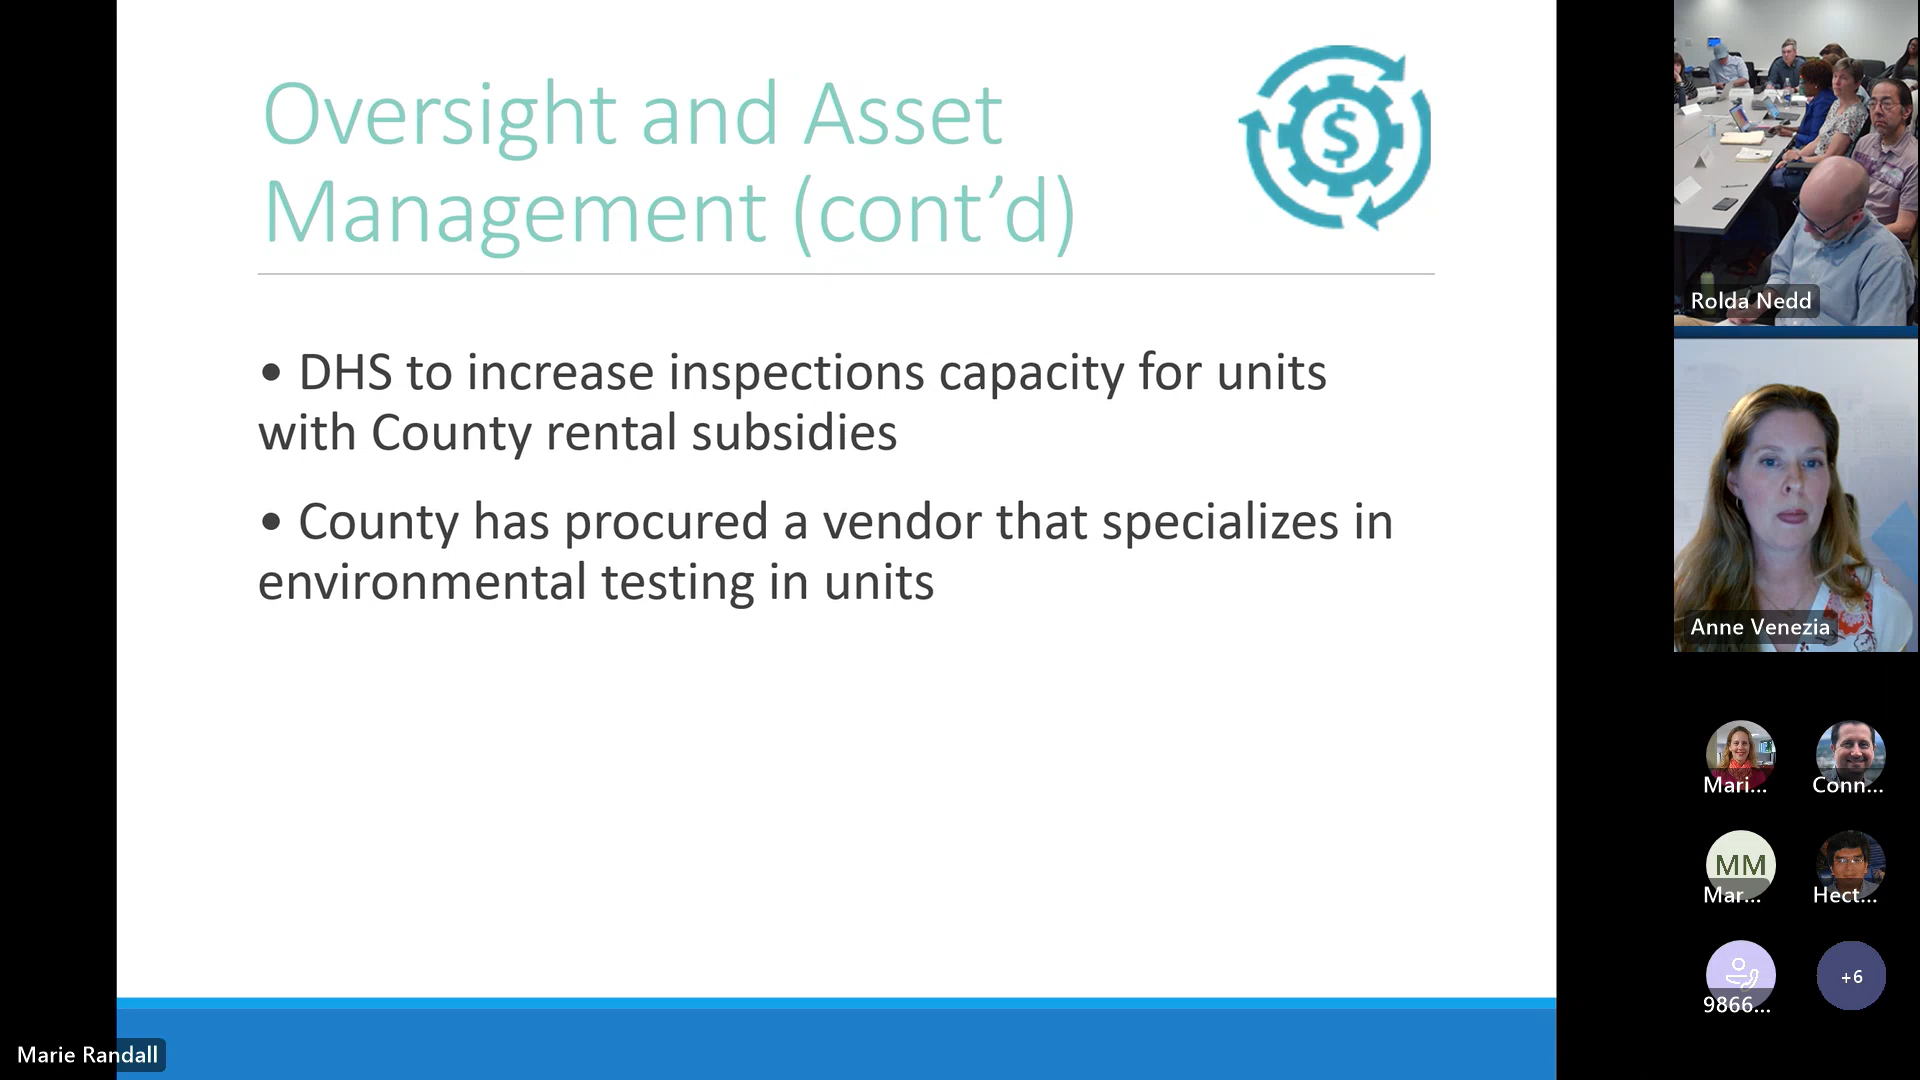 Oversight and Asset
Management (cont’d)
$
• DHS to increase inspections capacity for units
with County rental subsidies
• County has procured a vendor that specializes in
environmental testing in units
Marie Randall
Rolda Nedd
Anne Venezia
Mari...
Conn...
MM
Mar...
Hect...
9866...
+6